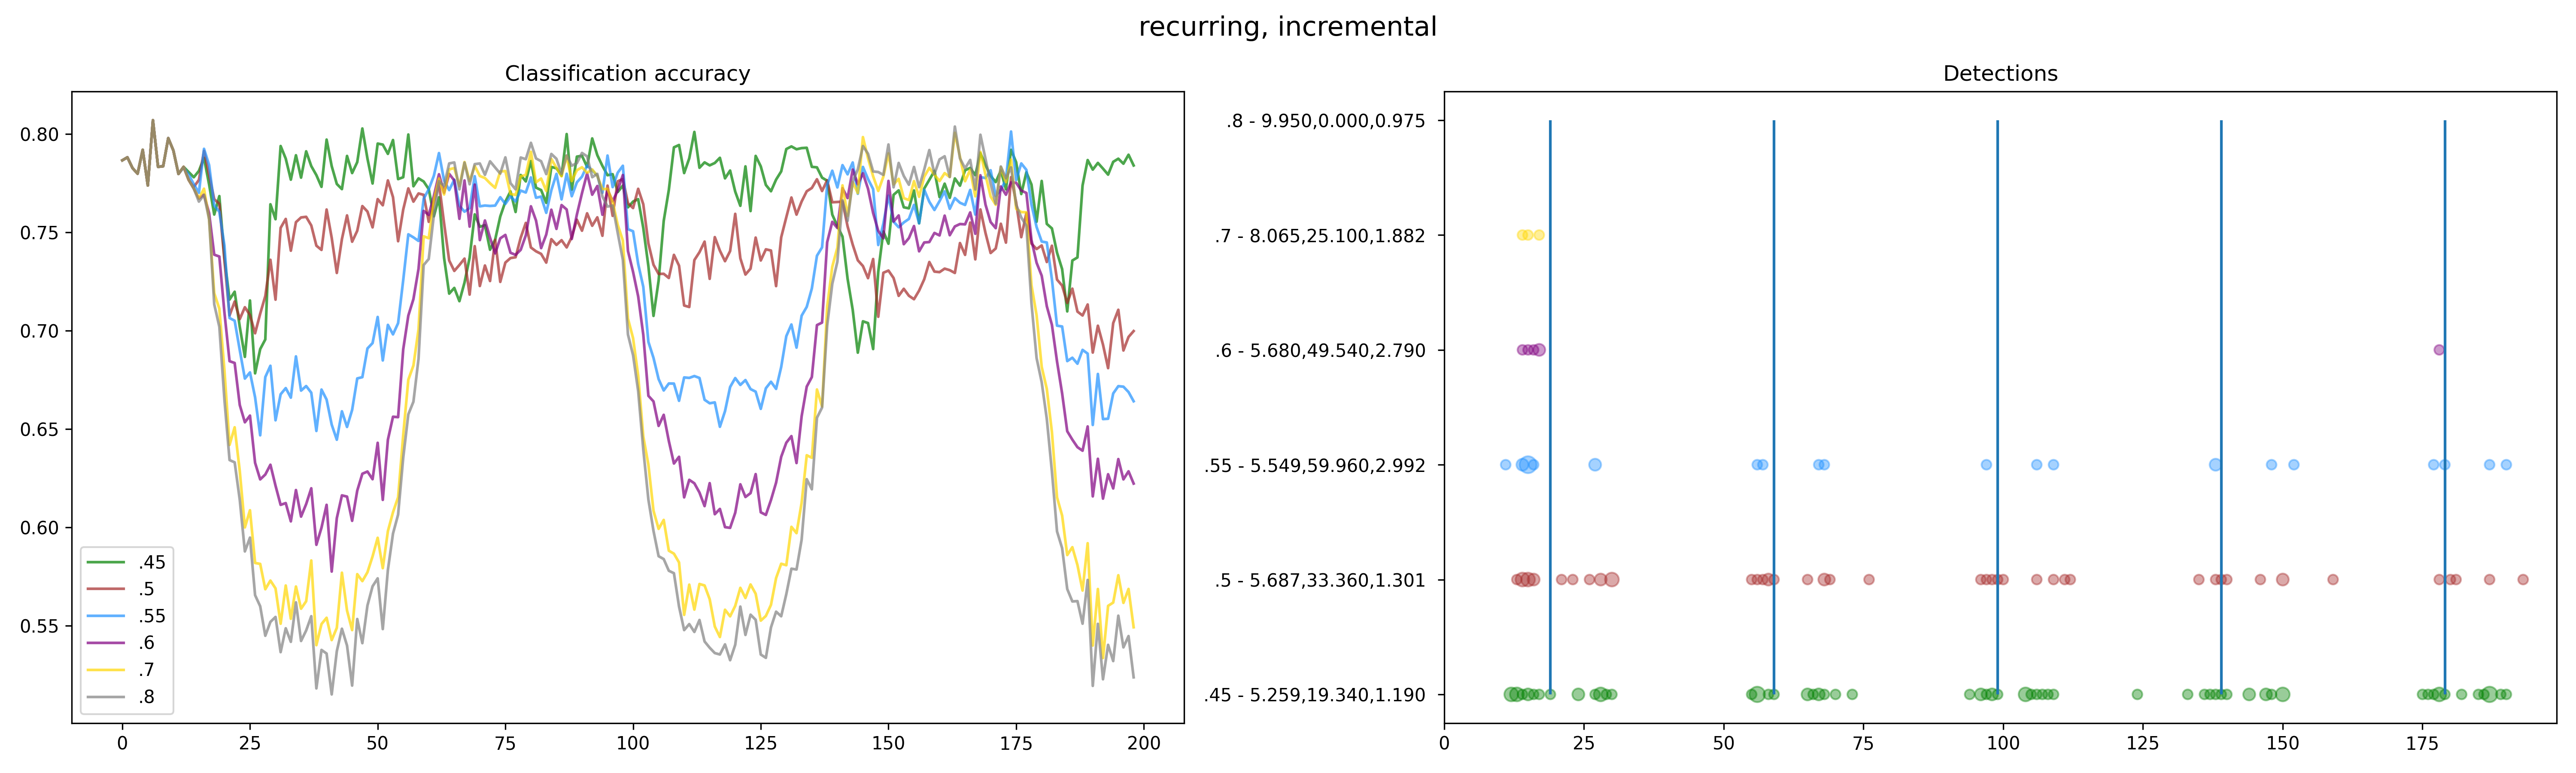 recurring, incremental
Classification accuracy
0.80
0.75
0.70
0.65
0.60
0.55
.45
.5
.55
.6
.7
.8
0 25 50 75 100 125 150 175 200
Detections
.8 - 9.950,0.000,0.975
.7 - 8.065,25.100,1.882
.6 - 5.680,49.540,2.790
.55 - 5.549,59.960,2.992
.5 - 5.687,33.360,1.301
.45 - 5.259,19.340,1.190
0 25 50 75 100 125 150 175